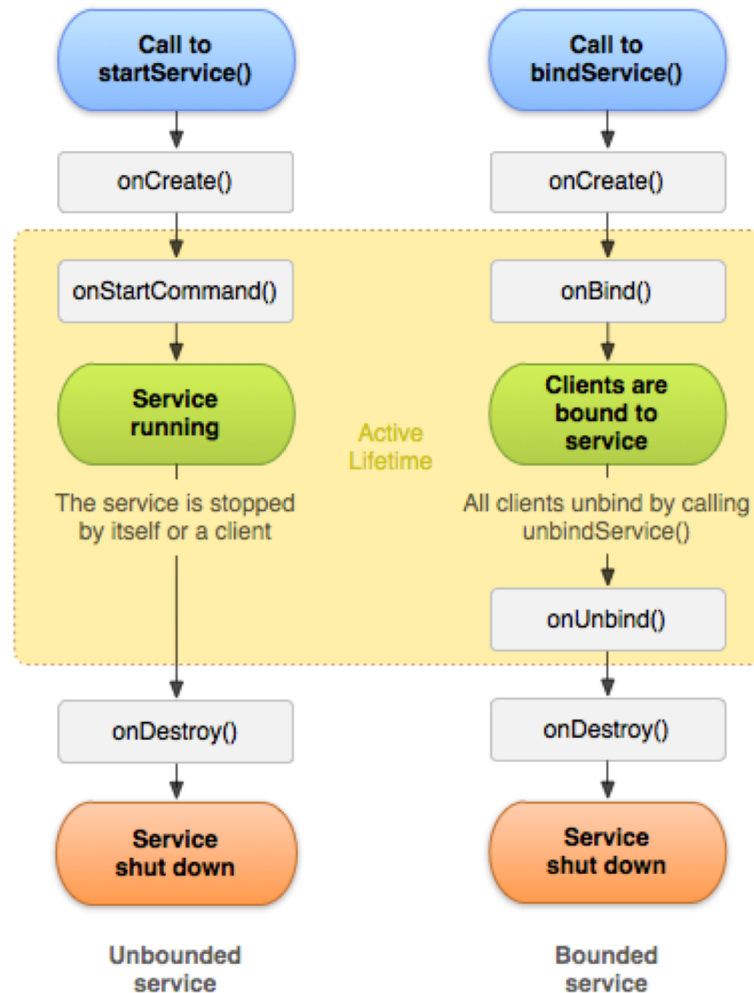 Call to
startService()
onCreate()
onStartCommand()
Service
running
The service is stopped
by itself or a client
onDestroy()
Service
shut down
Unbounded
service
Active
Lifetime
Call to
bindService()
onCreate()
onBind()
Clients are
bound to
service
All clients unbind by calling
unbindService()
onUnbind()
onDestroy()
Service
shut down
Bounded
service